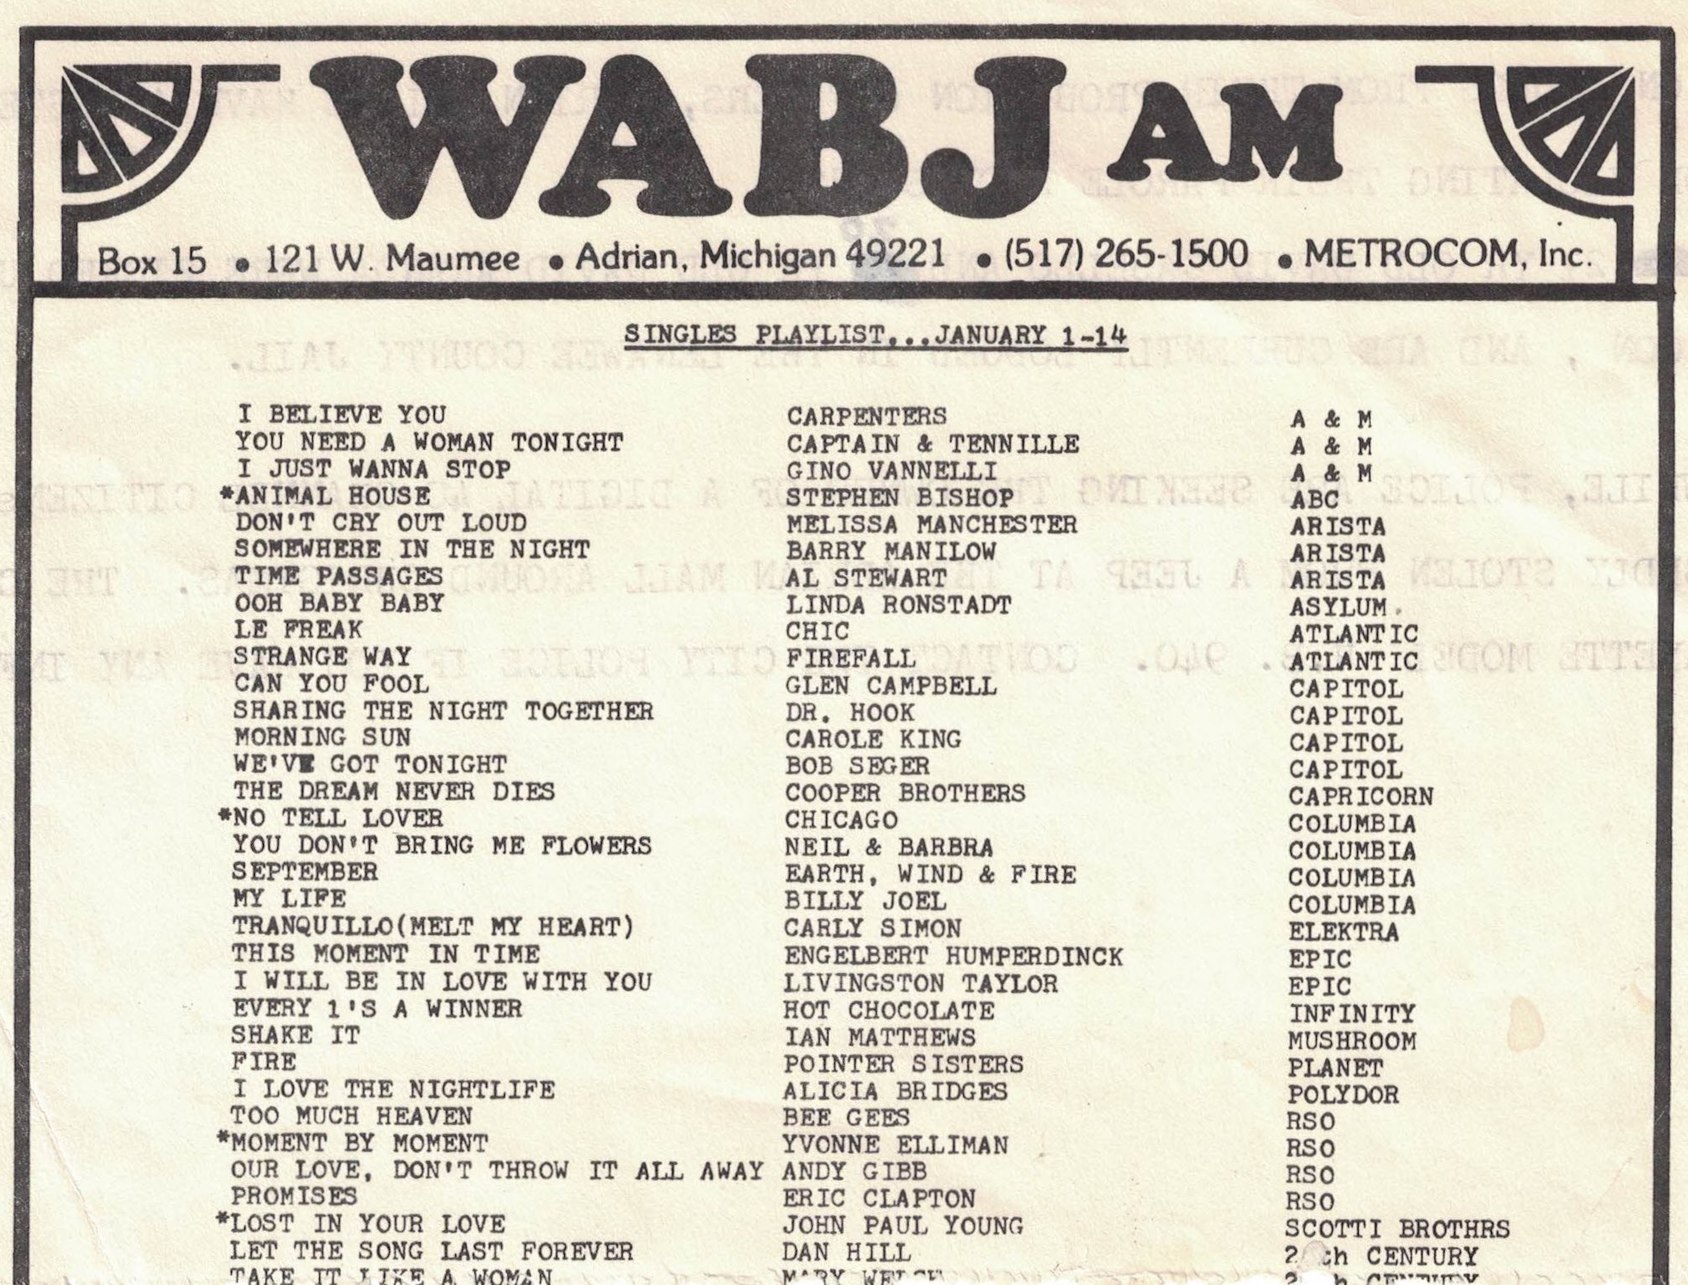 WABJ AM
Box 15 • 121 W. Maumee • Adrian, Michigan 49221 • (517) 265-1500 • METROCOM, Inc.
SINGLES PLAYLIST...JANUARY 1-14
I BELIEVE YOU CARPENTERS A & M
YOU NEED A WOMAN TONIGHT CAPTAIN & TENNILLE A & M
I JUST WANNA STOP GINO VANNELLI A & M
*ANIMAL HOUSE STEPHEN BISHOP ABC
DON'T CRY OUT LOUD MELISSA MANCHESTER ARISTA
SOMEWHERE IN THE NIGHT BARRY MANILOW ARISTA
TIME PASSAGES AL STEWART ARISTA
OOH BABY BABY LINDA RONSTADT ASYLUM.
LE FREAK CHIC ATLANTIC
STRANGE WAY FIREFALL ATLANTIC
CAN YOU FOOL GLEN CAMPBELL CAPITOL
SHARING THE NIGHT TOGETHER DR. HOOK CAPITOL
MORNING SUN CAROLE KING CAPITOL
WE'VE GOT TONIGHT BOB SEGER CAPITOL
THE DREAM NEVER DIES COOPER BROTHERS CAPRICORN
*NO TELL LOVER CHICAGO COLUMBIA
YOU DON'T BRING ME FLOWERS NEIL & BARBRA COLUMBIA
SEPTEMBER EARTH, WIND & FIRE COLUMBIA
MY LIFE BILLY JOEL COLUMBIA
TRANQUILLO(MELT MY HEART) CARLY SIMON ELEKTRA
THIS MOMENT IN TIME ENGELBERT HUMPERDINCK EPIC
I WILL BE IN LOVE WITH YOU LIVINGSTON TAYLOR EPIC
EVERY 1'S A WINNER HOT CHOCOLATE INFINITY
SHAKE IT IAN MATTHEWS MUSHROOM
FIRE POINTER SISTERS PLANET
I LOVE THE NIGHTLIFE ALICIA BRIDGES POLYDOR
TOO MUCH HEAVEN BEE GEES RSO
*MOMENT BY MOMENT YVONNE ELLIMAN RSO
OUR LOVE, DON'T THROW IT ALL AWAY ANDY GIBB RSO
PROMISES ERIC CLAPTON RSO
*LOST IN YOUR LOVE JOHN PAUL YOUNG SCOTTI BROTHRS
LET THE SONG LAST FOREVER DAN HILL CENTURY
TAKE IT LIKE A WOMAN MARY WELCH CENTURY